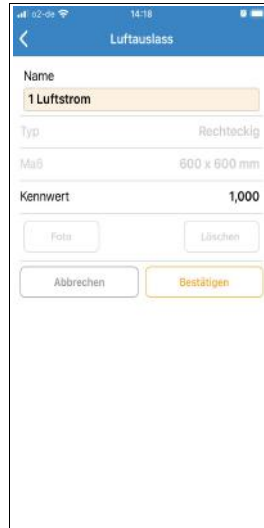 o2-de 14:18
Luftauslass
Name
1 Luftstrom
Typ Rechteckig
Maß 600 x 600 mm
Kennwert 1,000
Foto Löschen
Abbrechen Bestätigen